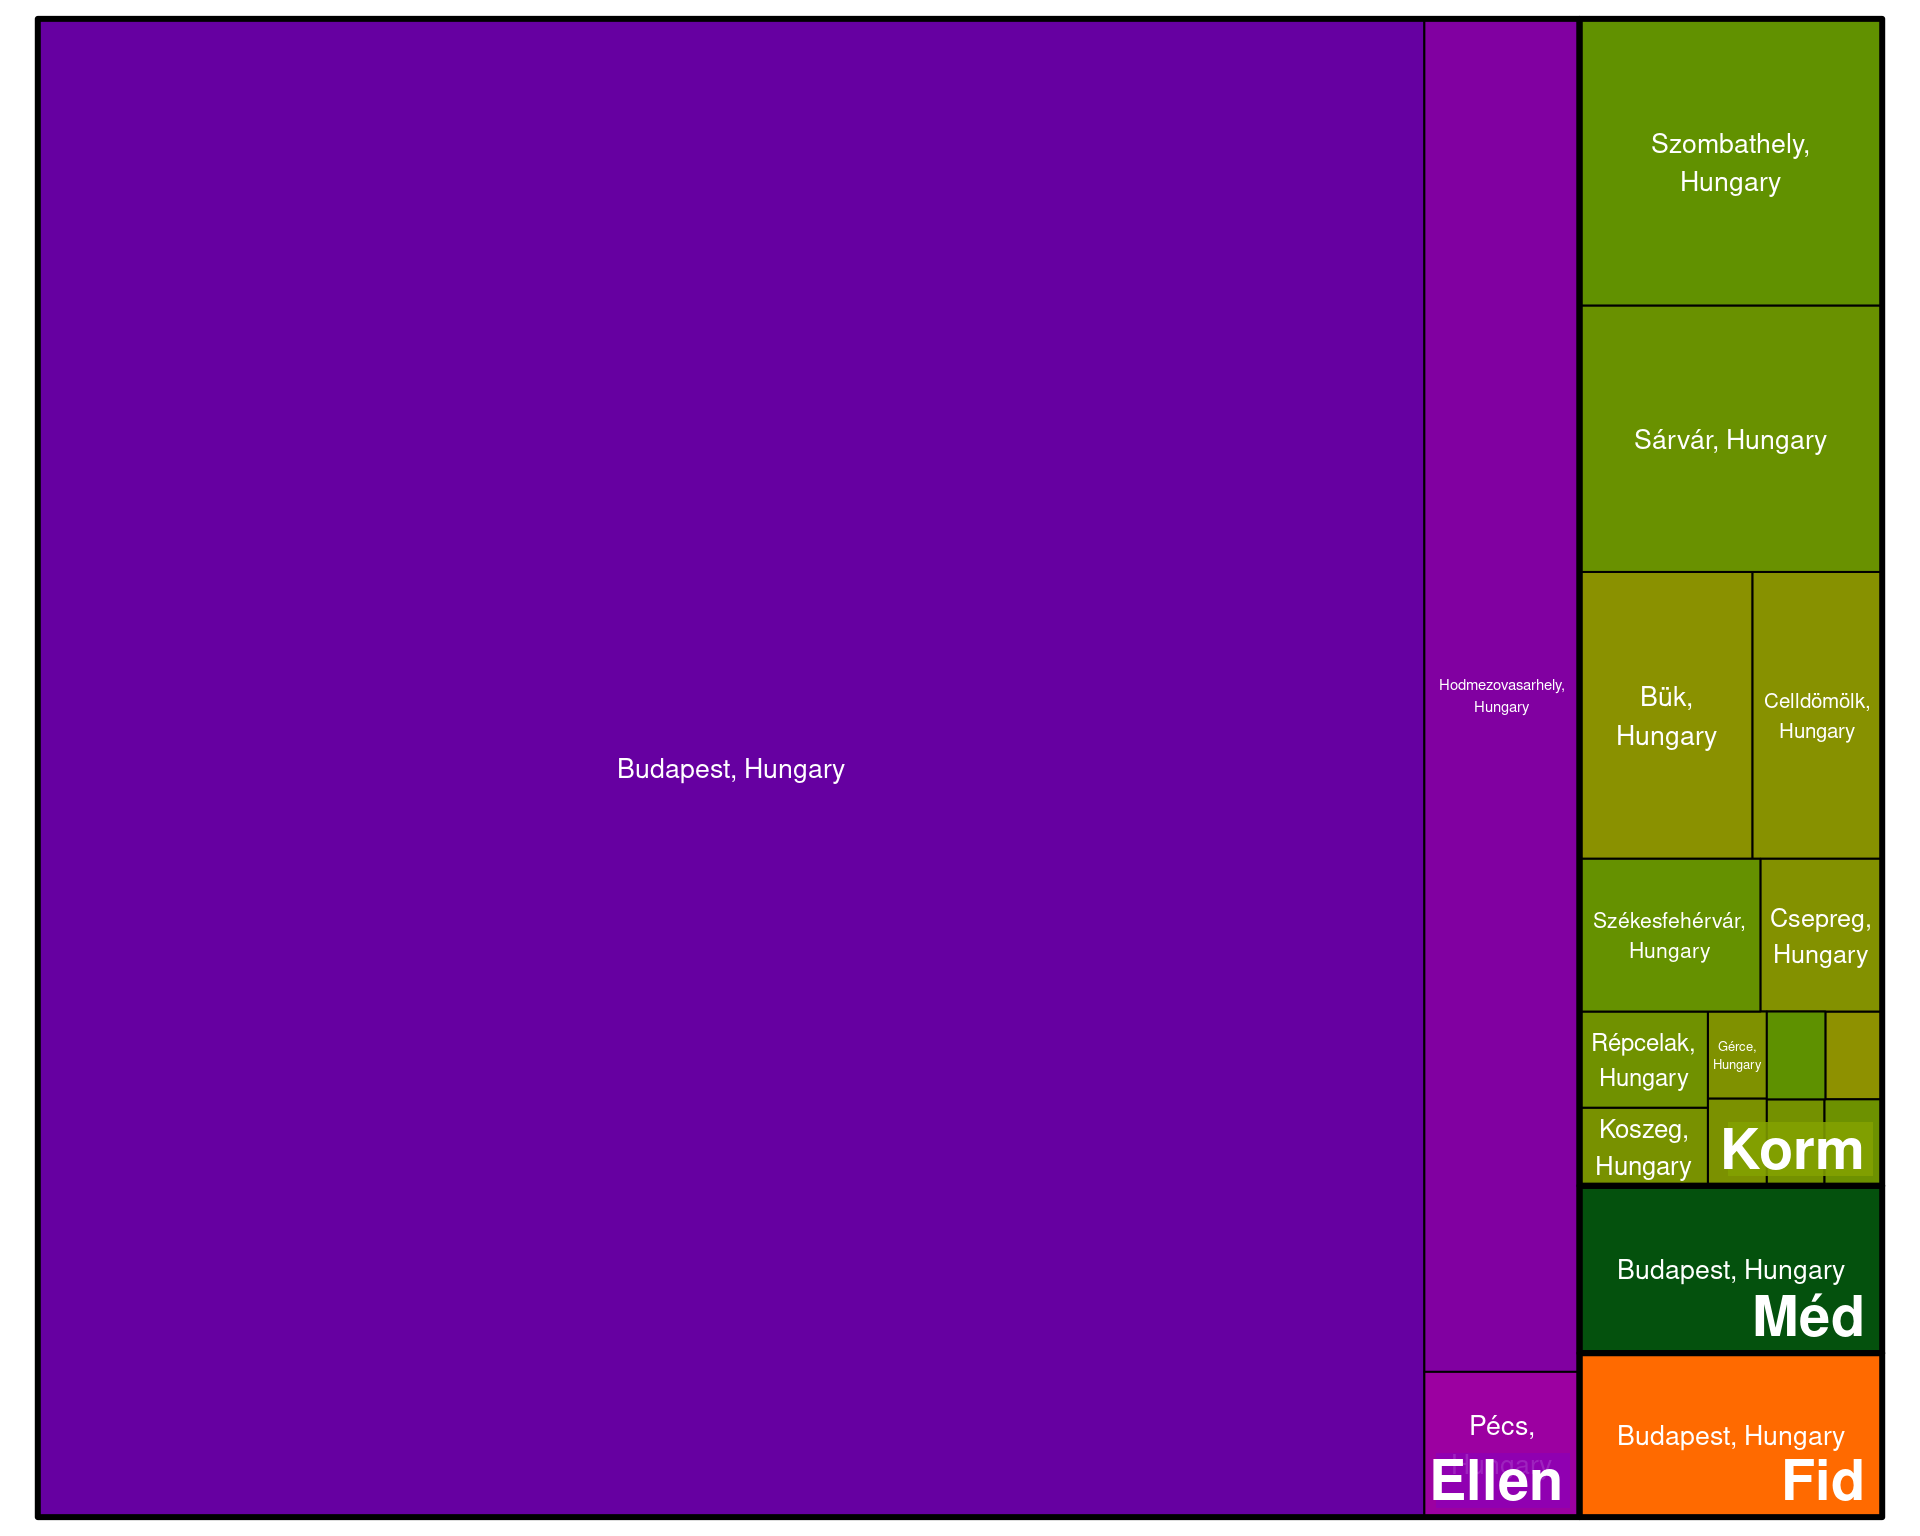 Budapest, Hungary
Hodmezovasarhely,
Hungary
Pécs,
Hungary
Ellen
Szombathely,
Hungary
Sárvár, Hungary
Bük,
Hungary
Celldömölk,
Hungary
Székesfehérvár,
Hungary
Csepreg,
Hungary
Répcelak,
Hungary
Gérce,
Hungary
Koszeg,
Hungary
Korm
Budapest, Hungary
Méd
Budapest, Hungary
Fid